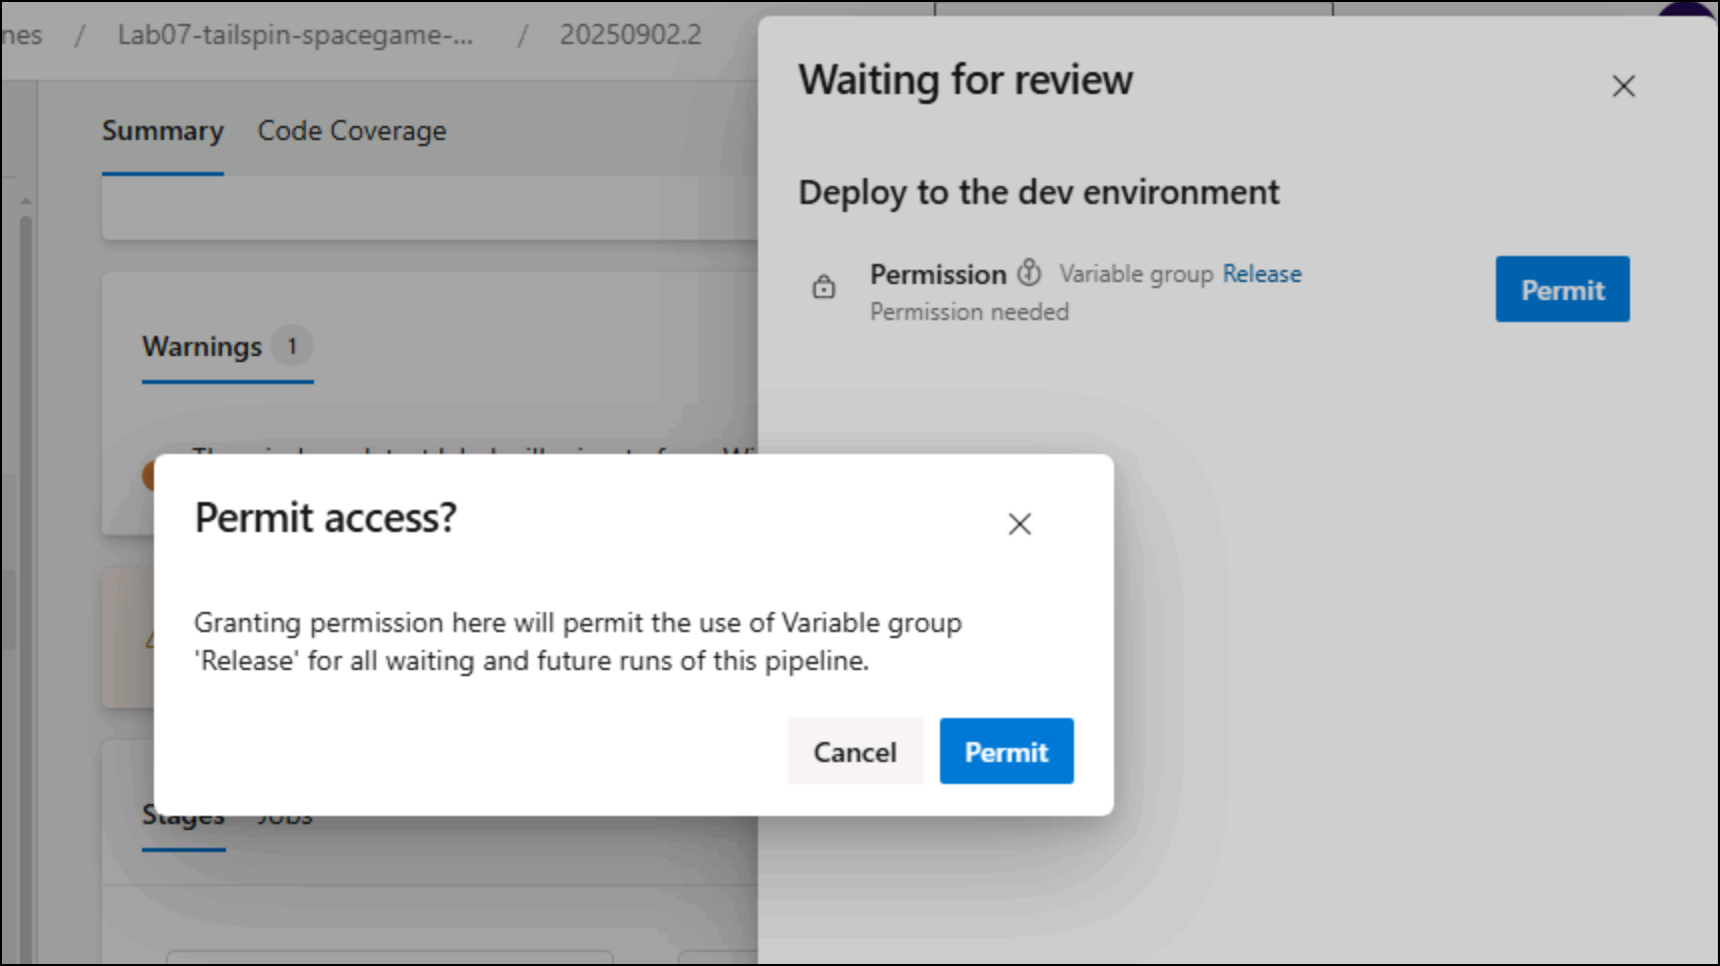 nes / Lab07-tailspin-spacegame-... / 20250902.2
Summary Code Coverage
Warnings 1
Stages Jobs
Waiting for review
Deploy to the dev environment
Permission Variable group Release
Permission needed
Permit
Permit access?
Granting permission here will permit the use of Variable group
'Release' for all waiting and future runs of this pipeline.
Cancel Permit